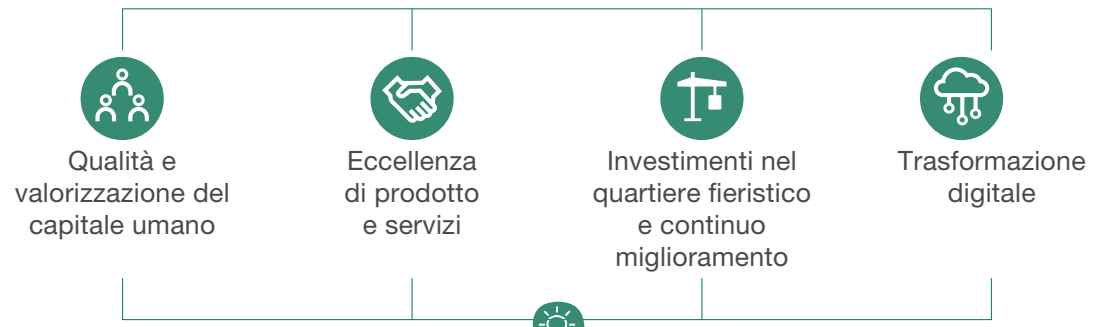 Qualità e
valorizzazione del
capitale umano
Eccellenza
di prodotto
e servizi
Investimenti nel
quartiere fieristico
e continuo
miglioramento
Trasformazione
digitale